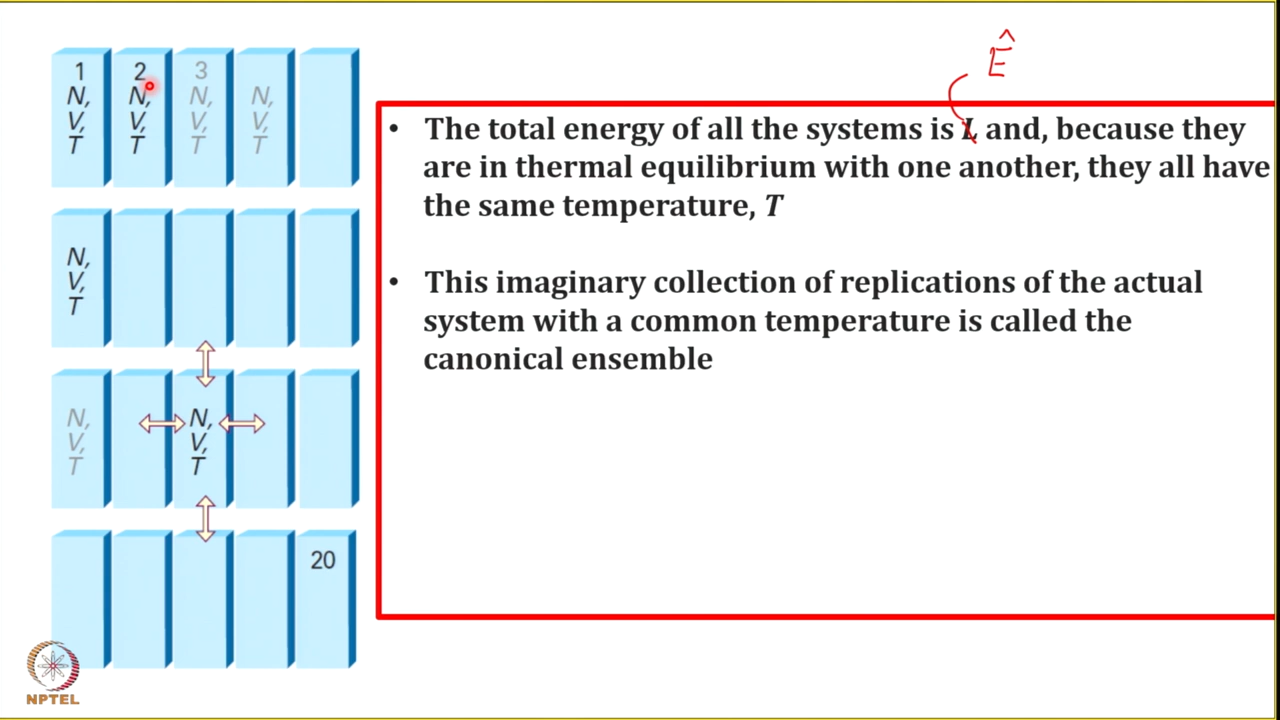 1 2 3
N, N, N, N,
V, V, V, V,
T T T T
Ê
• The total energy of all the systems is L and, because they
are in thermal equilibrium with one another, they all have
the same temperature, T
N,
V,
T
• This imaginary collection of replications of the actual
system with a common temperature is called the
canonical ensemble
N, N,
V, V,
T T
20
NPTEL